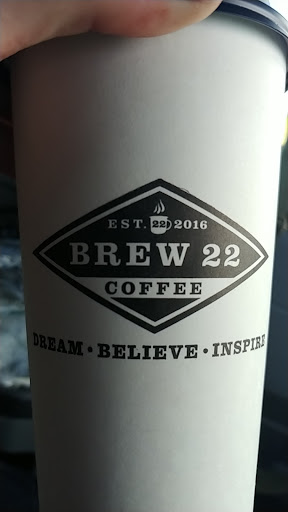 EST. 22 2016
BREW 22
COFFEE
DREAM • BELIEVE • INSPIRE